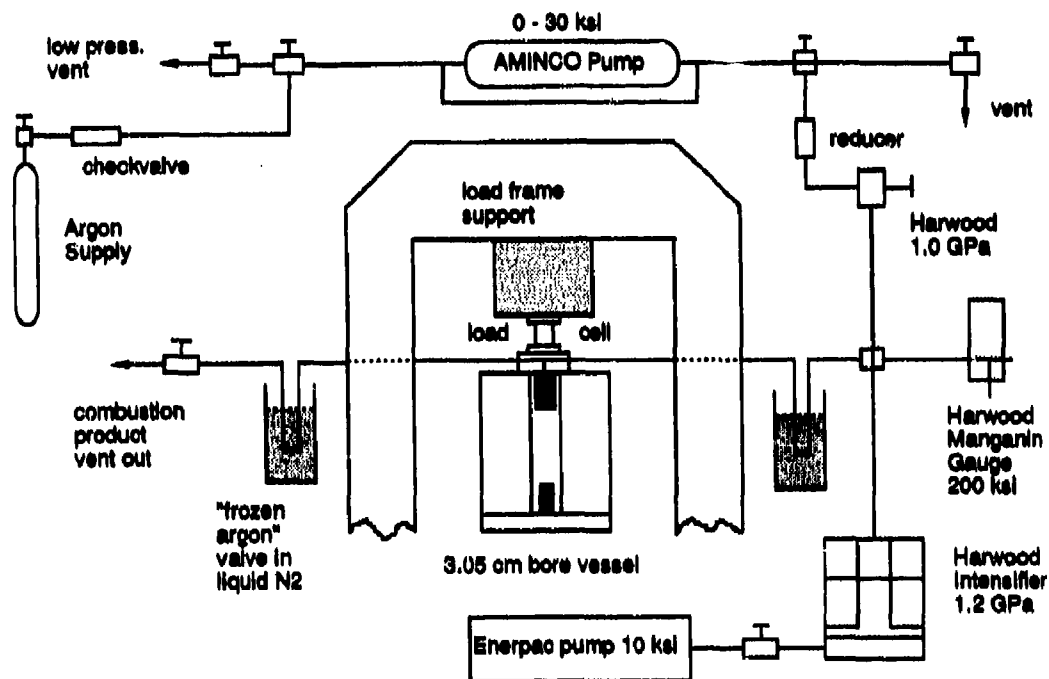 0 - 30 ksi
low press.
vent
AMINCO Pump
vent
checkvalve
reducer
load frame
support
Argon
Supply
Harwood
1.0 GPa
load cell
combustion
product
vent out
Harwood
Manganin
Gauge
200 ksi
"frozen
argon"
valve in
liquid N2
3.05 cm bore vessel
Harwood
Intensifier
1.2 GPa
Enerpac pump 10 ksi